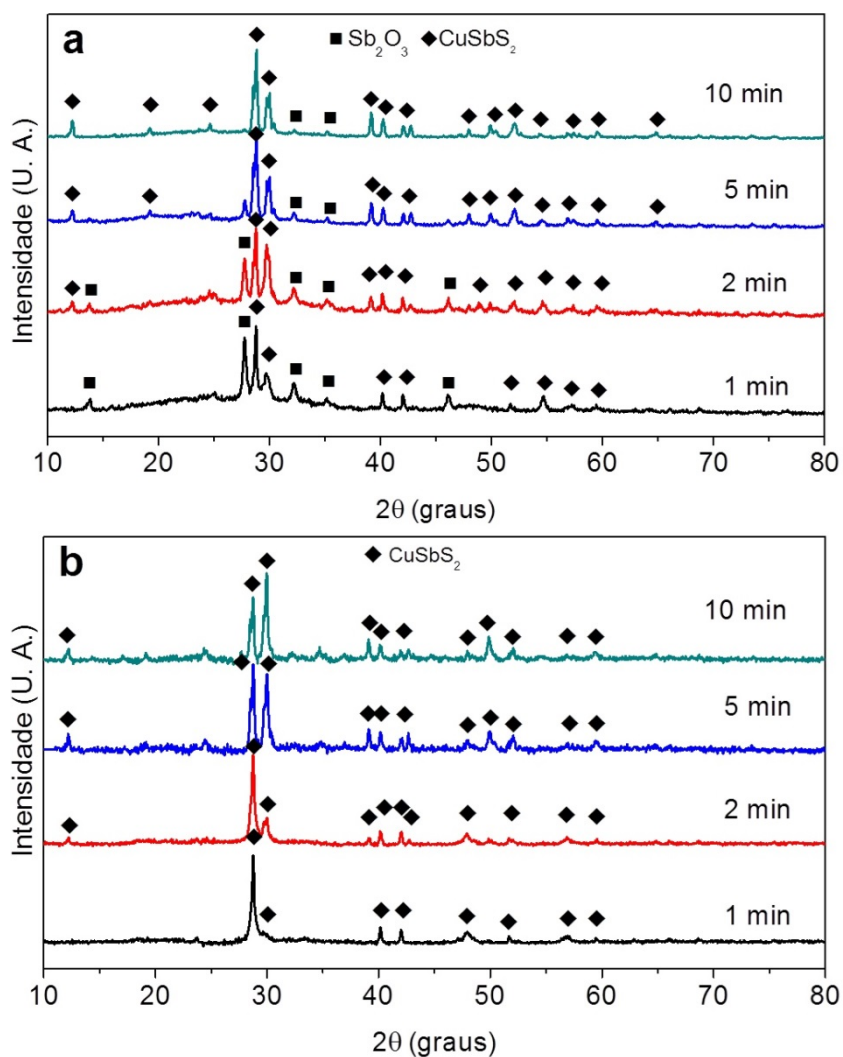 a
■ Sb₂O₃ ◆ CuSbS₂
10 min
5 min
2 min
1 min
Intensidade (U. A.)
10 20 30 40 50 60 70 80
2θ (graus)
b
◆ CuSbS₂
10 min
5 min
2 min
1 min
Intensidade (U. A.)
10 20 30 40 50 60 70 80
2θ (graus)